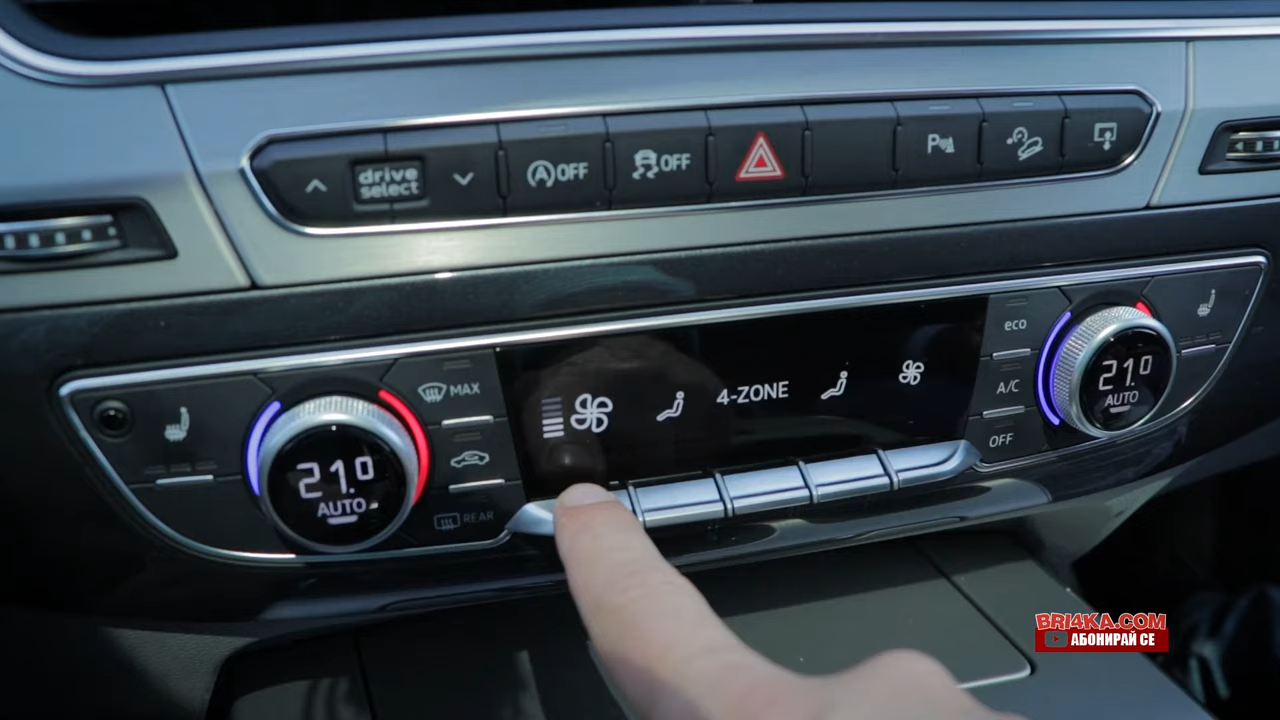 drive
select
OFF
OFF
P
MAX
REAR
21.0
AUTO
4-ZONE
eco
A/C
OFF
21.0
AUTO
BRI4KA.COM
АБОНИРАЙ СЕ